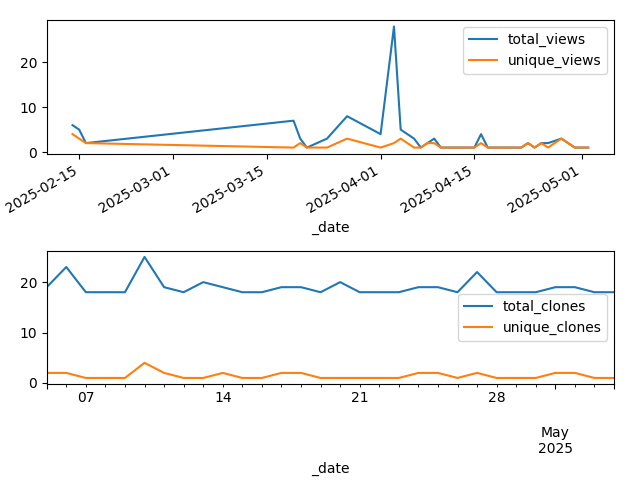 total_views
unique_views
20
10
0
2025-02-15
2025-03-01
2025-03-15
2025-04-01
2025-04-15
2025-05-01
_date
20
10
0
total_clones
unique_clones
07
14
21
28
May
2025
_date